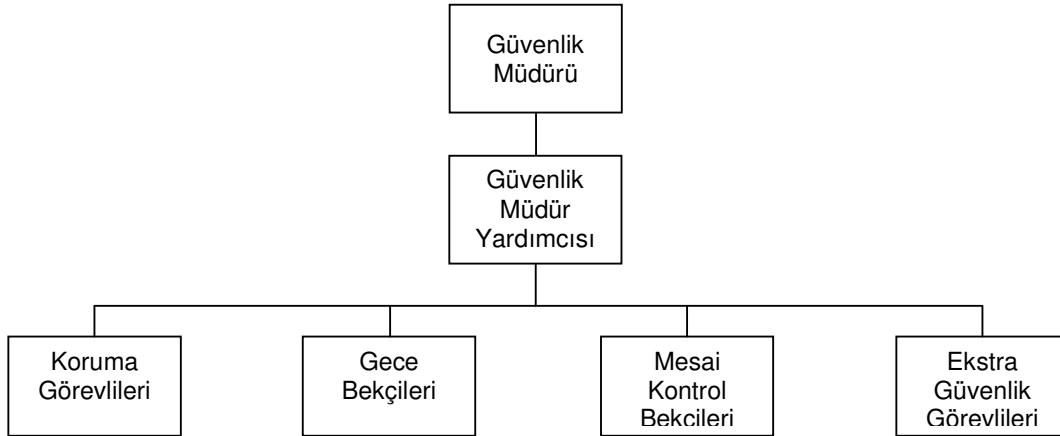 Güvenlik
Müdürü
Güvenlik
Müdür
Yardımcısı
Koruma
Görevlileri
Gece
Bekçileri
Mesai
Kontrol
Bekçileri
Ekstra
Güvenlik
Görevlileri